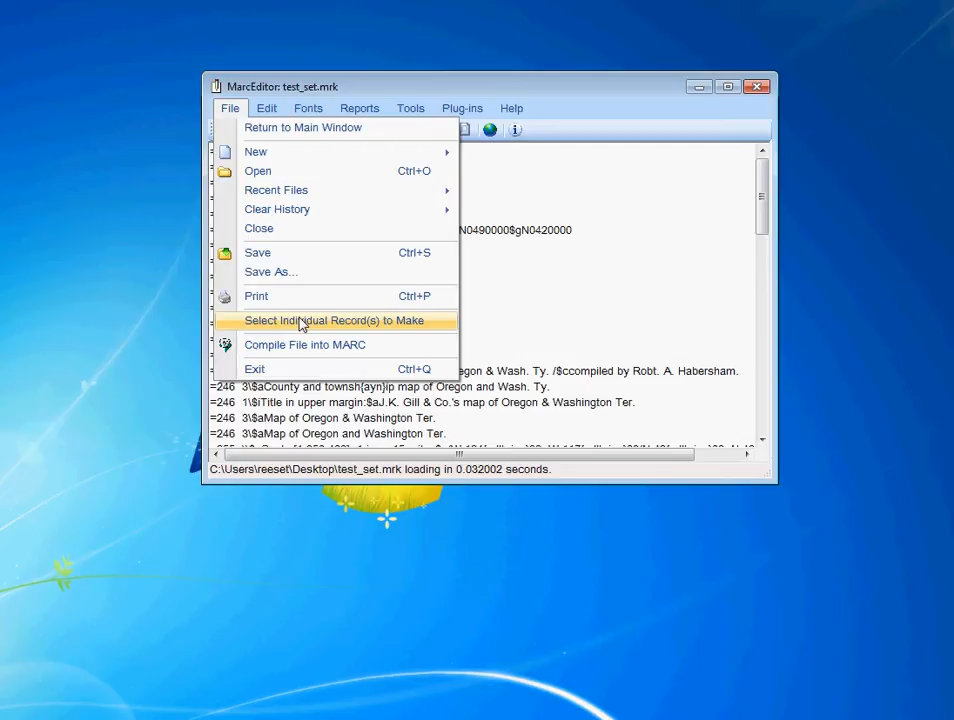 MarcEditor: test_set.mrk
File Edit Fonts Reports Tools Plug-ins Help
Return to Main Window
New
Open Ctrl+O
Recent Files
Clear History
Close
N0490000$gN0420000
Save Ctrl+S
Save As...
Print Ctrl+P
Select Individual Record(s) to Make
Compile File into MARC
Exit Ctrl+Q
egon & Wash. Ty. /$ccompiled by Robt. A. Habersham.
=246 3\$aCounty and townsh{ayn}ip map of Oregon and Wash. Ty.
=246 1\$iTitle in upper margin:$aJ.K. Gill & Co.'s map of Oregon & Washington Ter.
=246 3\$aMap of Oregon & Washington Ter.
=246 3\$aMap of Oregon and Washington Ter.
C:\Users\reeset\Desktop\test_set.mrk loading in 0.032002 seconds.